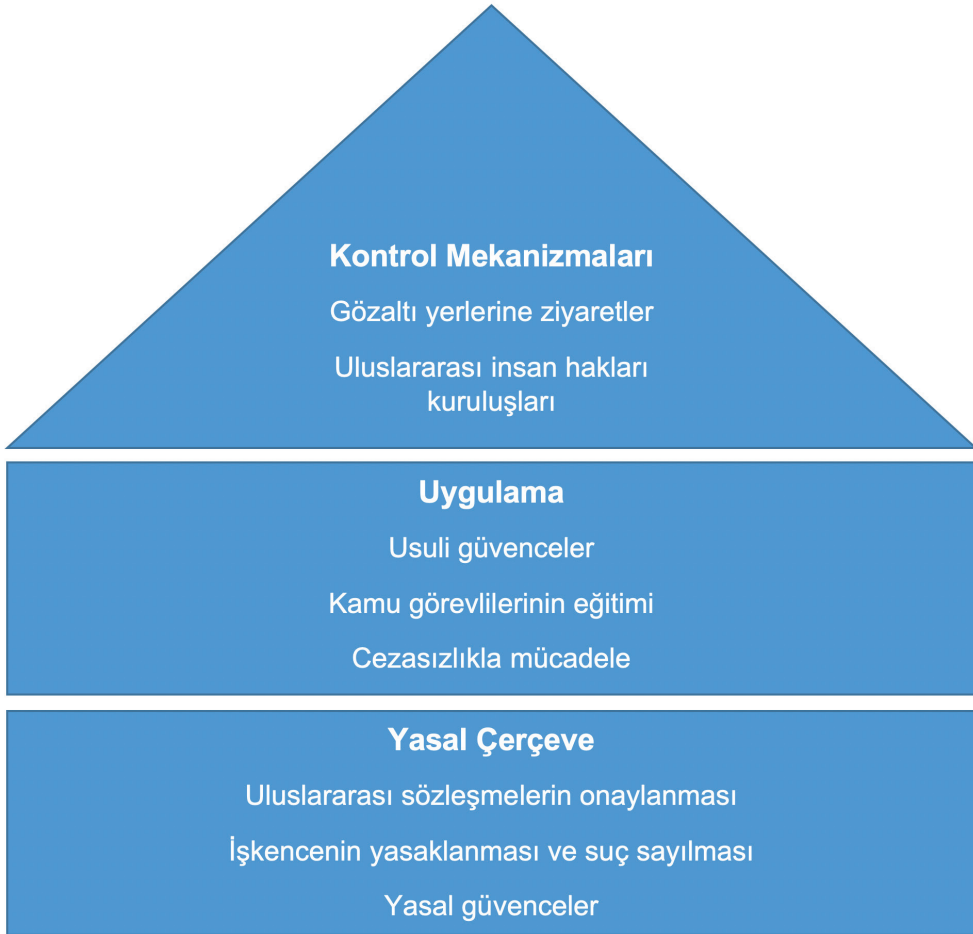 Kontrol Mekanizmaları
Gözaltı yerlerine ziyaretler
Uluslararası insan hakları
kuruluşları
Uygulama
Usuli güvenceler
Kamu görevlilerinin eğitimi
Cezasızlıkla mücadele
Yasal Çerçeve
Uluslararası sözleşmelerin onaylanması
İşkencenin yasaklanması ve suç sayılması
Yasal güvenceler